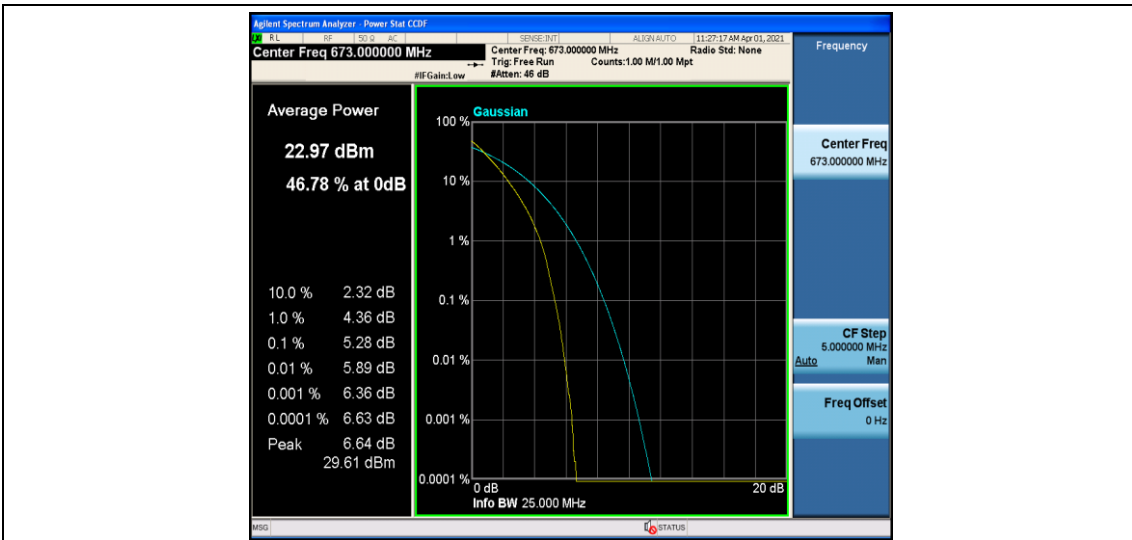 Agilent Spectrum Analyzer - Power Stat CCDF
RL RF 50 Ω AC SENSE:INT ALIGN AUTO 11:27:17 AM Apr 01, 2021
Center Freq 673.000000 MHz
Center Freq: 673.000000 MHz Radio Std: None
Trig: Free Run Counts:1.00 M/1.00 Mpt
#IFGain:Low #Atten: 46 dB
Frequency
Average Power
22.97 dBm
46.78 % at 0dB
10.0 % 2.32 dB
1.0 % 4.36 dB
0.1 % 5.28 dB
0.01 % 5.89 dB
0.001 % 6.36 dB
0.0001 % 6.63 dB
Peak 6.64 dB
29.61 dBm
Gaussian
100 %
10 %
1 %
0.1 %
0.01 %
0.001 %
0.0001 %
0 dB 20 dB
Info BW 25.000 MHz
Center Freq
673.000000 MHz
CF Step
5.000000 MHz
Auto Man
Freq Offset
0 Hz
MSG STATUS